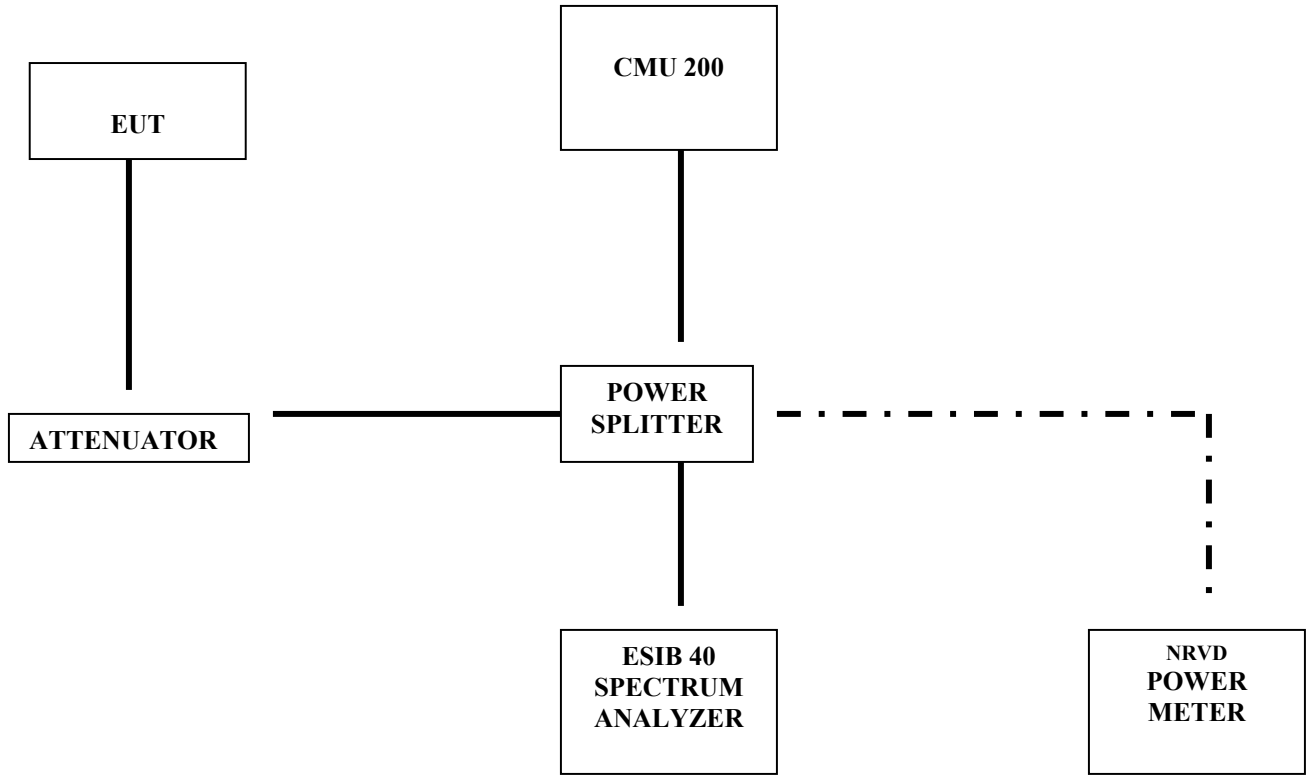 CMU 200
EUT
POWER
SPLITTER
ATTENUATOR
ESIB 40
SPECTRUM
ANALYZER
NRVD
POWER
METER